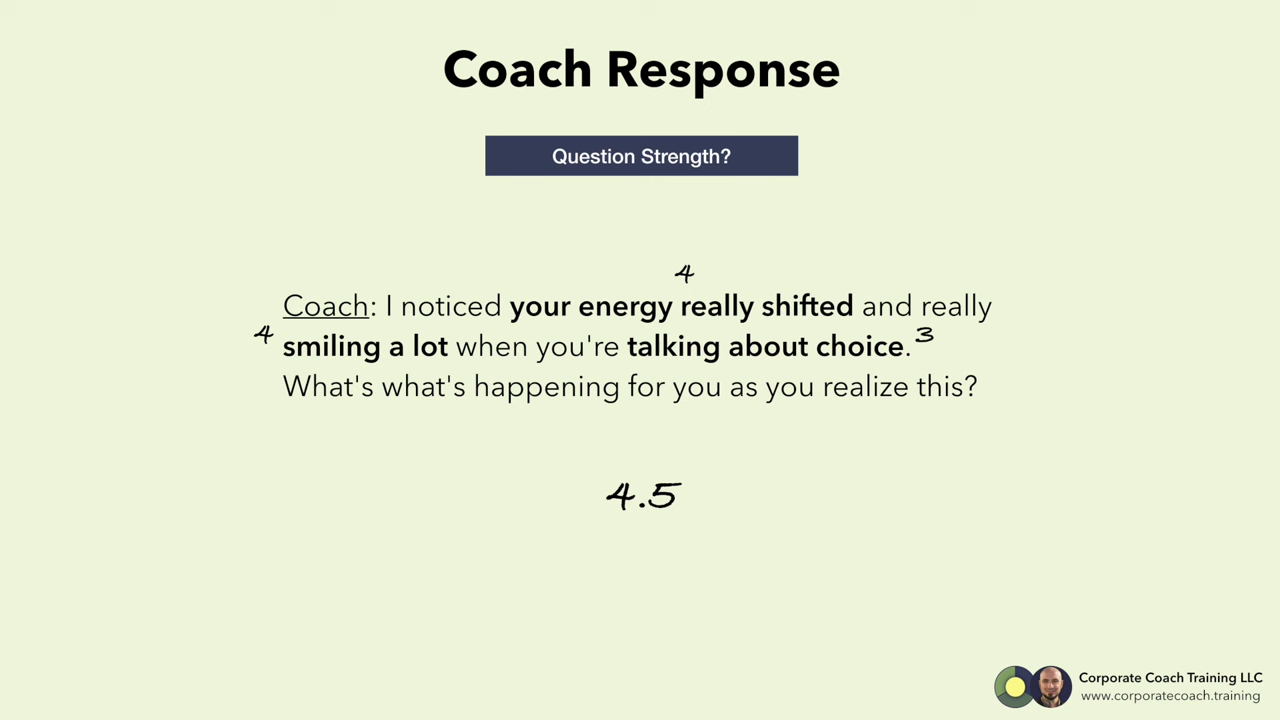 Coach Response
Question Strength?
4
Coach: I noticed your energy really shifted and really
4 smiling a lot when you're talking about choice. 3
What's what's happening for you as you realize this?
4.5
Corporate Coach Training LLC
www.corporatecoach.training